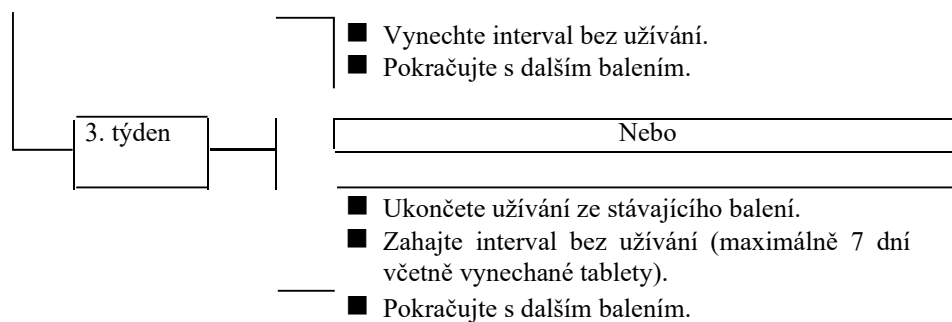 ■ Vynechte interval bez užívání.
■ Pokračujte s dalším balením.
3. týden
Nebo
■ Ukončete užívání ze stávajícího balení.
■ Zahajte interval bez užívání (maximálně 7 dní
včetně vynechané tablety).
■ Pokračujte s dalším balením.